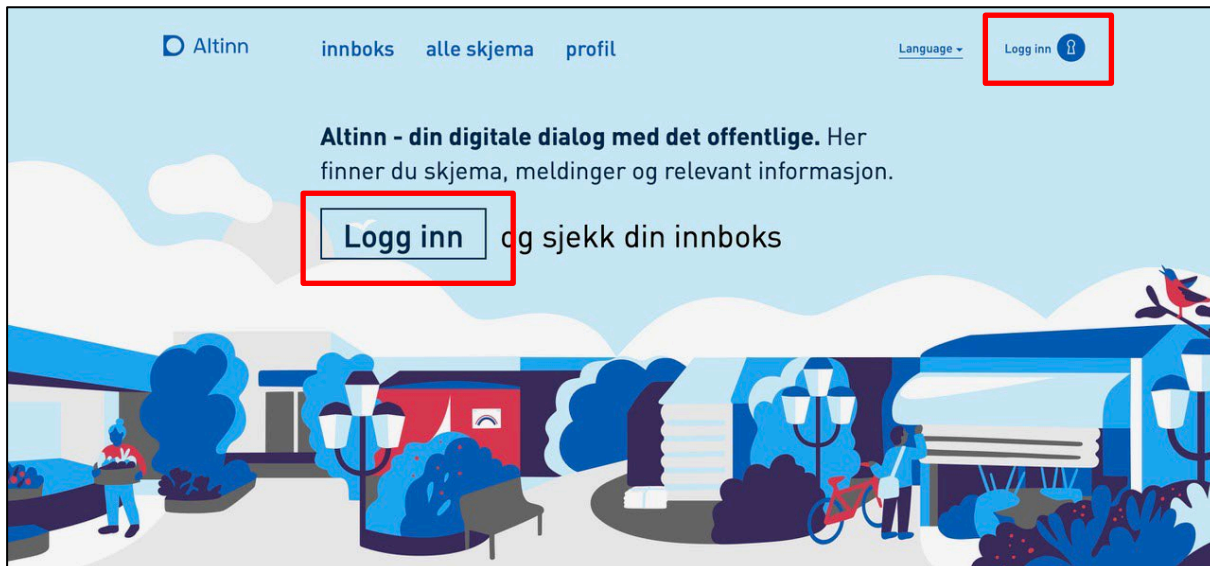 Altinn innboks alle skjema profil Language Logg inn
Altinn - din digitale dialog med det offentlige. Her
finner du skjema, meldinger og relevant informasjon.
Logg inn og sjekk din innboks